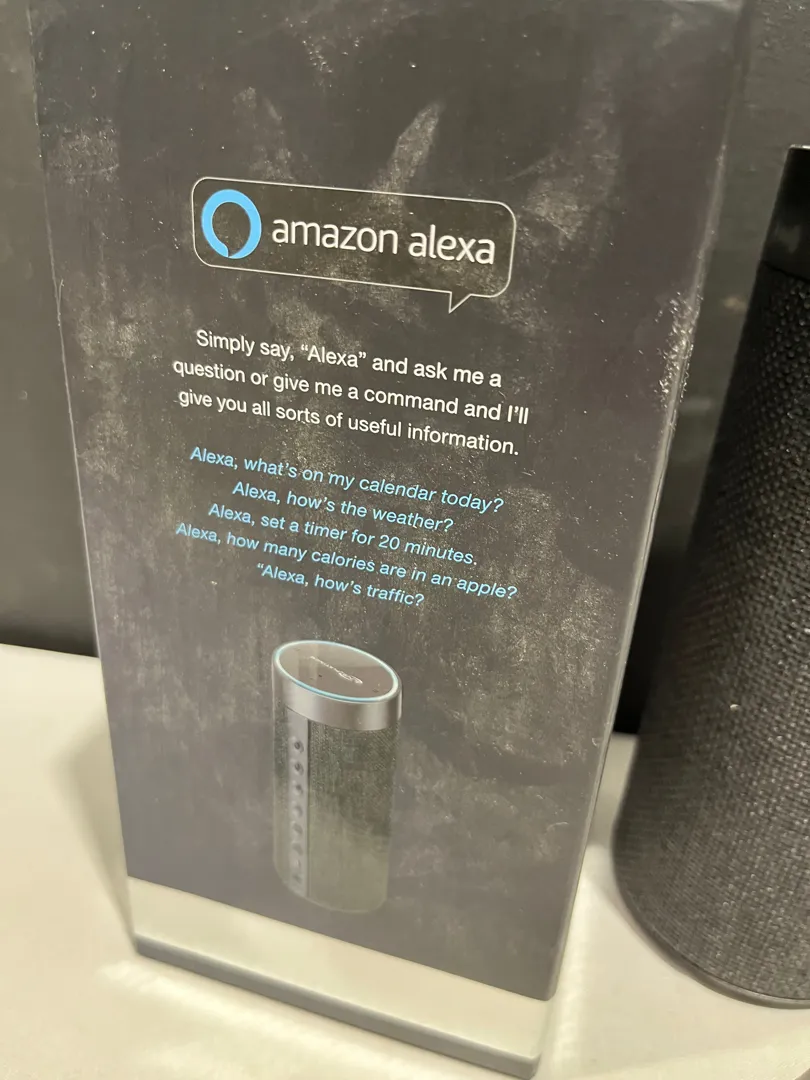 amazon alexa
Simply say, “Alexa” and ask me a
question or give me a command and I’ll
give you all sorts of useful information.
Alexa, what’s on my calendar today?
Alexa, how’s the weather?
Alexa, set a timer for 20 minutes.
Alexa, how many calories are in an apple?
“Alexa, how’s traffic?